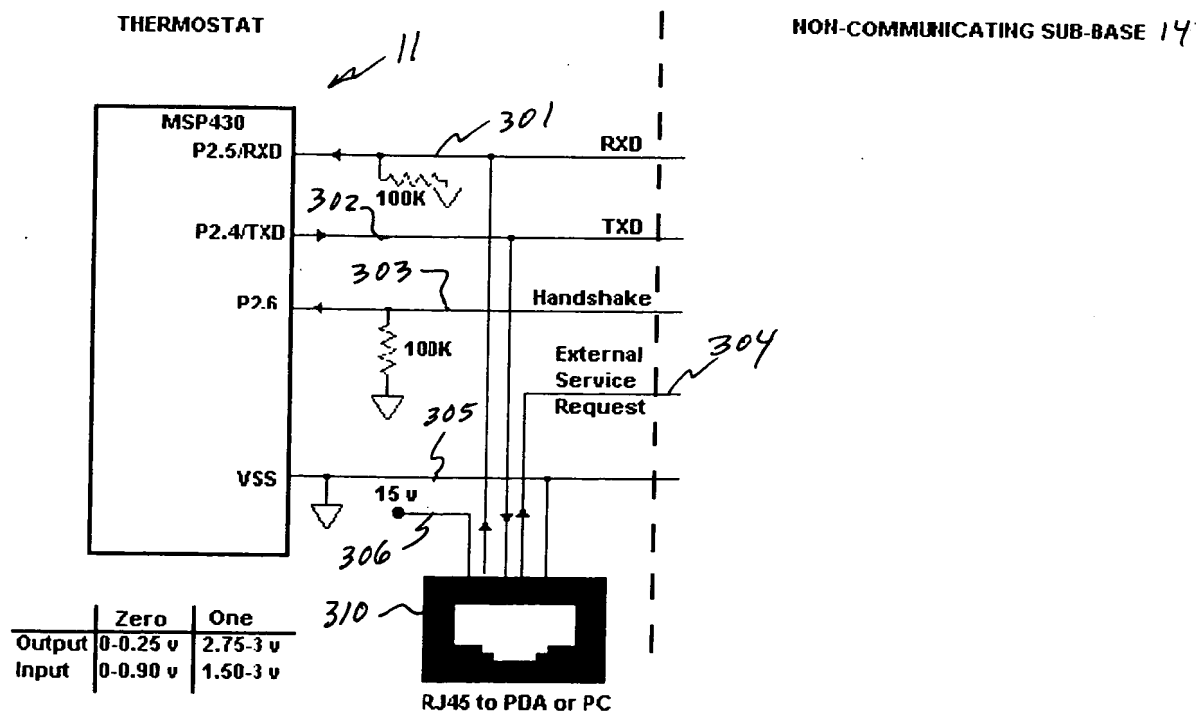 THERMOSTAT
NON-COMMUNICATING SUB-BASE 14
11
MSP430
P2.5/RXD
301
RXD
100K
302
P2.4/TXD
TXD
303
P2.6
Handshake
100K
304
External
Service
Request
305
VSS
15 v
306
310
Zero One
Output 0-0.25 v 2.75-3 v
Input 0-0.90 v 1.50-3 v
RJ45 to PDA or PC